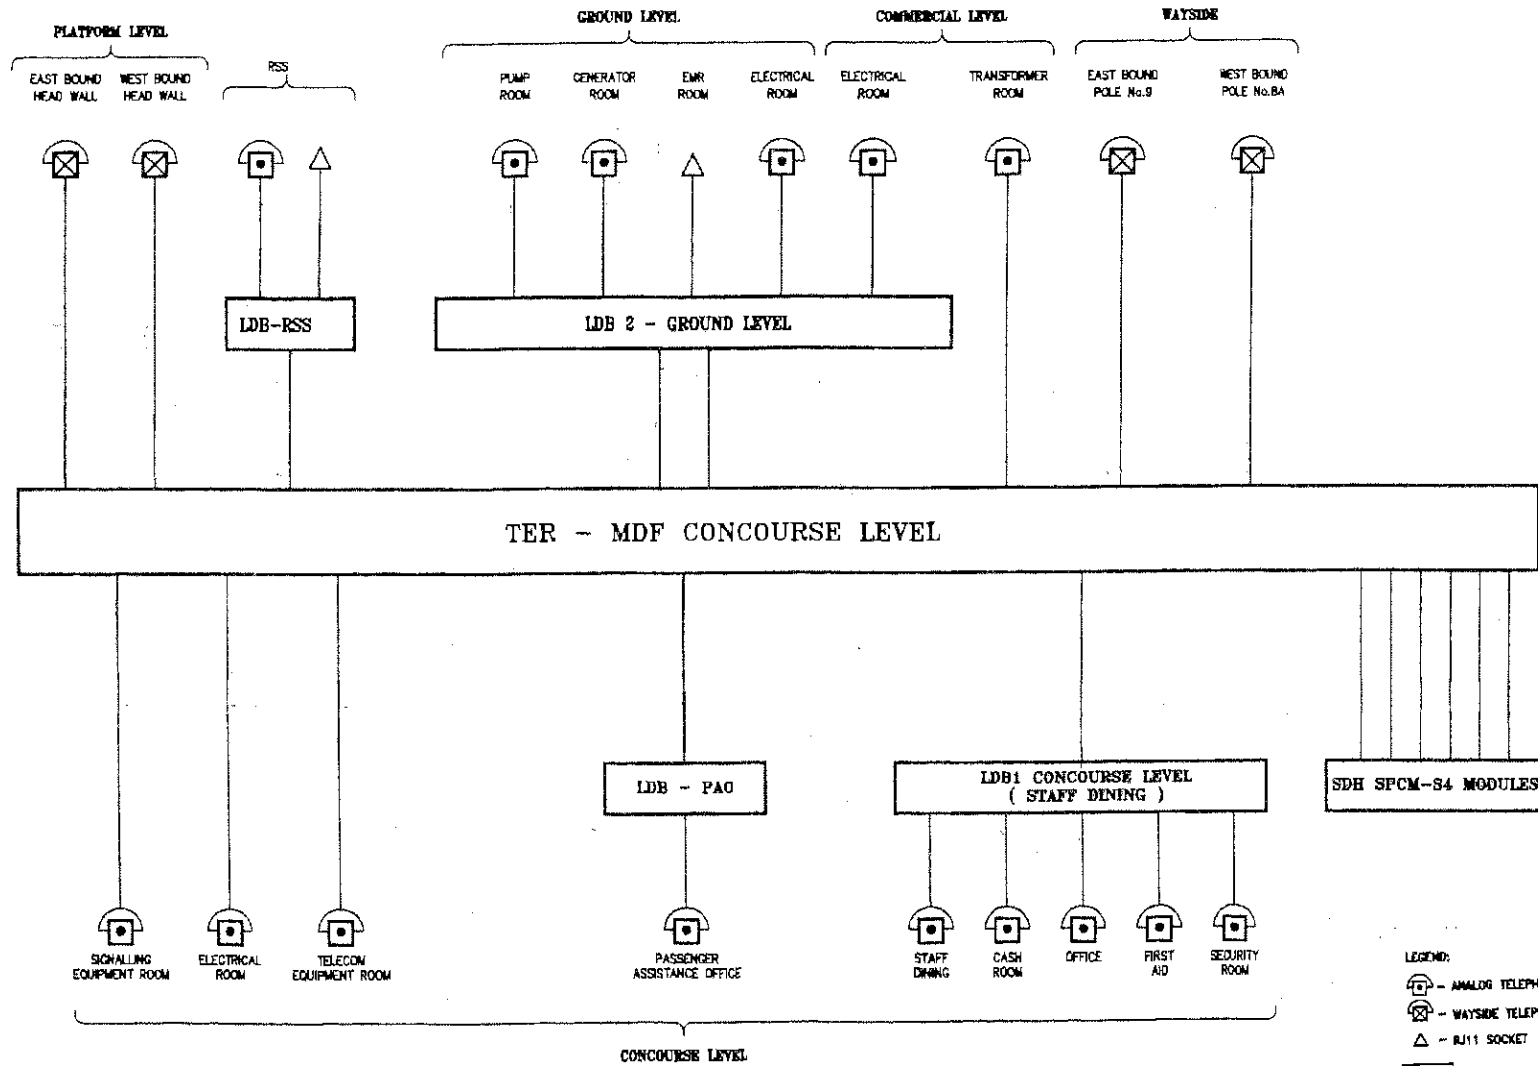 PLATFORM LEVEL
GROUND LEVEL
COMMERCIAL LEVEL
WAYSIDE
EAST BOUND
HEAD WALL
WEST BOUND
HEAD WALL
RSS
PUMP
ROOM
GENERATOR
ROOM
EMR
ROOM
ELECTRICAL
ROOM
ELECTRICAL
ROOM
TRANSFORMER
ROOM
EAST BOUND
POLE No.9
WEST BOUND
POLE No.8A
LDB-RSS
LDB 2 - GROUND LEVEL
TER - MDF CONCOURSE LEVEL
LDB - PAO
LDB1 CONCOURSE LEVEL
( STAFF DINING )
SDH SPCM-S4 MODULES
SIGNALLING
EQUIPMENT ROOM
ELECTRICAL
ROOM
TELECOM
EQUIPMENT ROOM
PASSENGER
ASSISTANCE OFFICE
STAFF
DINING
CASH
ROOM
OFFICE
FIRST
AID
SECURITY
ROOM
CONCOURSE LEVEL
LEGEND:
- ANALOG TELEPH
- WAYSIDE TELEP
- RJ11 SOCKET